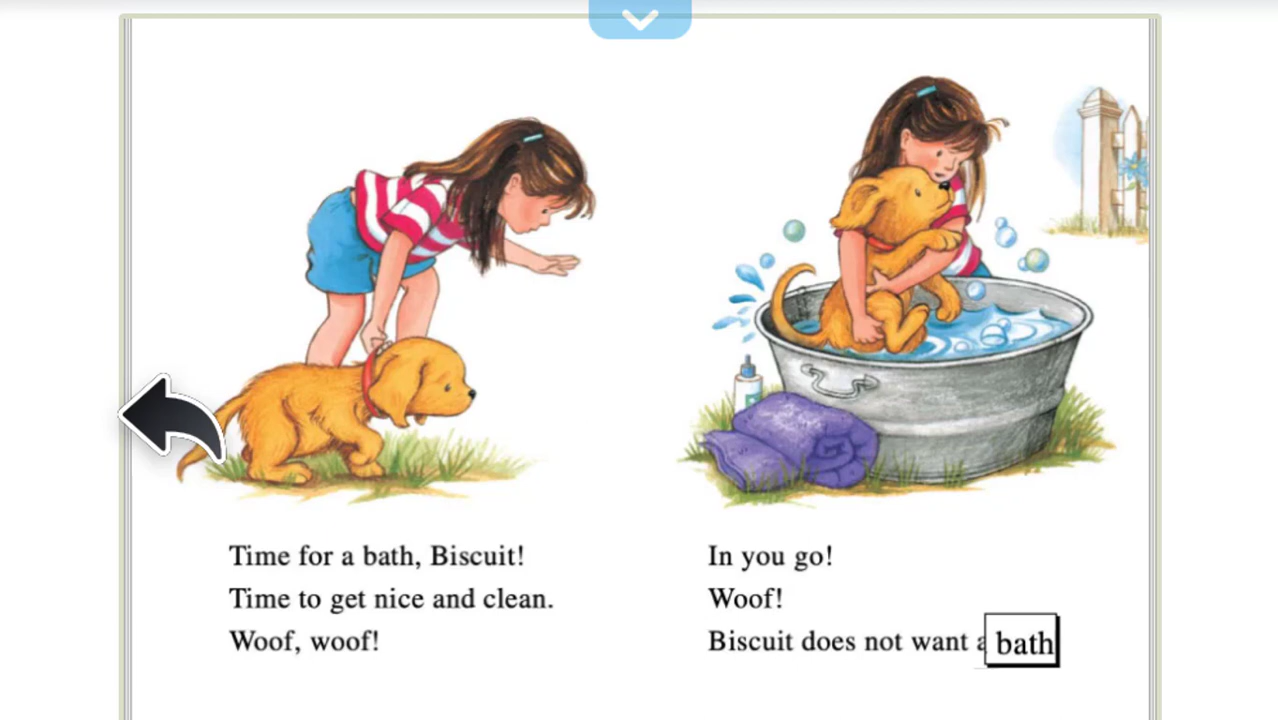 Time for a bath, Biscuit!
Time to get nice and clean.
Woof, woof!
In you go!
Woof!
Biscuit does not want a bath